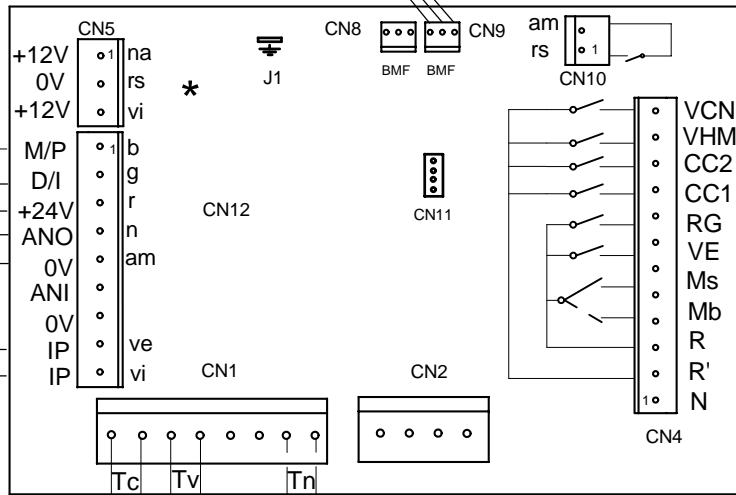 CN5
CN8
CN9
am
rs 1
CN10
+12V 1 na
0V rs
+12V vi
J1
*
BMF BMF
M/P 1 b
D/I g
+24V r
ANO n
0V am
ANI
0V
IP ve
IP vi
CN12
CN11
VCN
VHM
CC2
CC1
RG
VE
Ms
Mb
R
R'
1 N
CN4
CN1
CN2
Tc Tv Tn